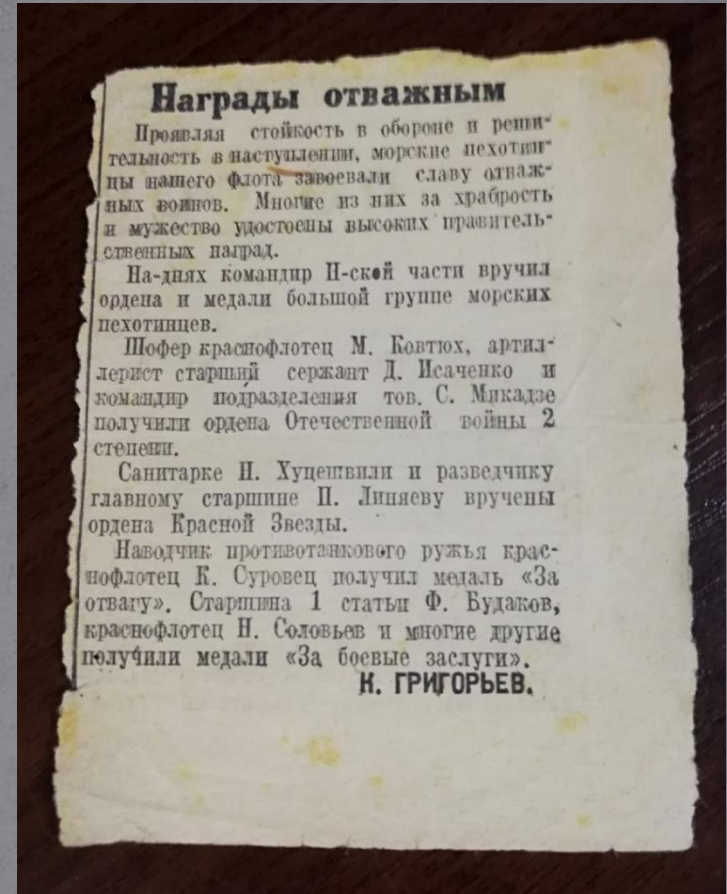 Награды отважным
Проявляя стойкость в обороне и реши-
тельность в наступлении, морские пехотин-
цы нашего флота завоевали славу отваж-
ных воинов. Многие из них за храбрость
и мужество удостоены высоких правитель-
ственных наград.
На-днях командир Н-ской части вручил
ордена и медали большой группе морских
пехотинцев.
Шофер краснофлотец М. Ковтюх, артил-
лерист старший сержант Д. Исаченко и
командир подразделения тов. С. Микадзе
получили ордена Отечественной войны 2
степени.
Санитарке Н. Хуцешвили и разведчику
главному старшине П. Линяеву вручены
ордена Красной Звезды.
Наводчик противотанкового ружья крас-
нофлотец К. Суровец получил медаль «За
отвагу». Старшина 1 статьи Ф. Будаков,
краснофлотец Н. Соловьев и многие другие
получили медали «За боевые заслуги».
К. ГРИГОРЬЕВ.